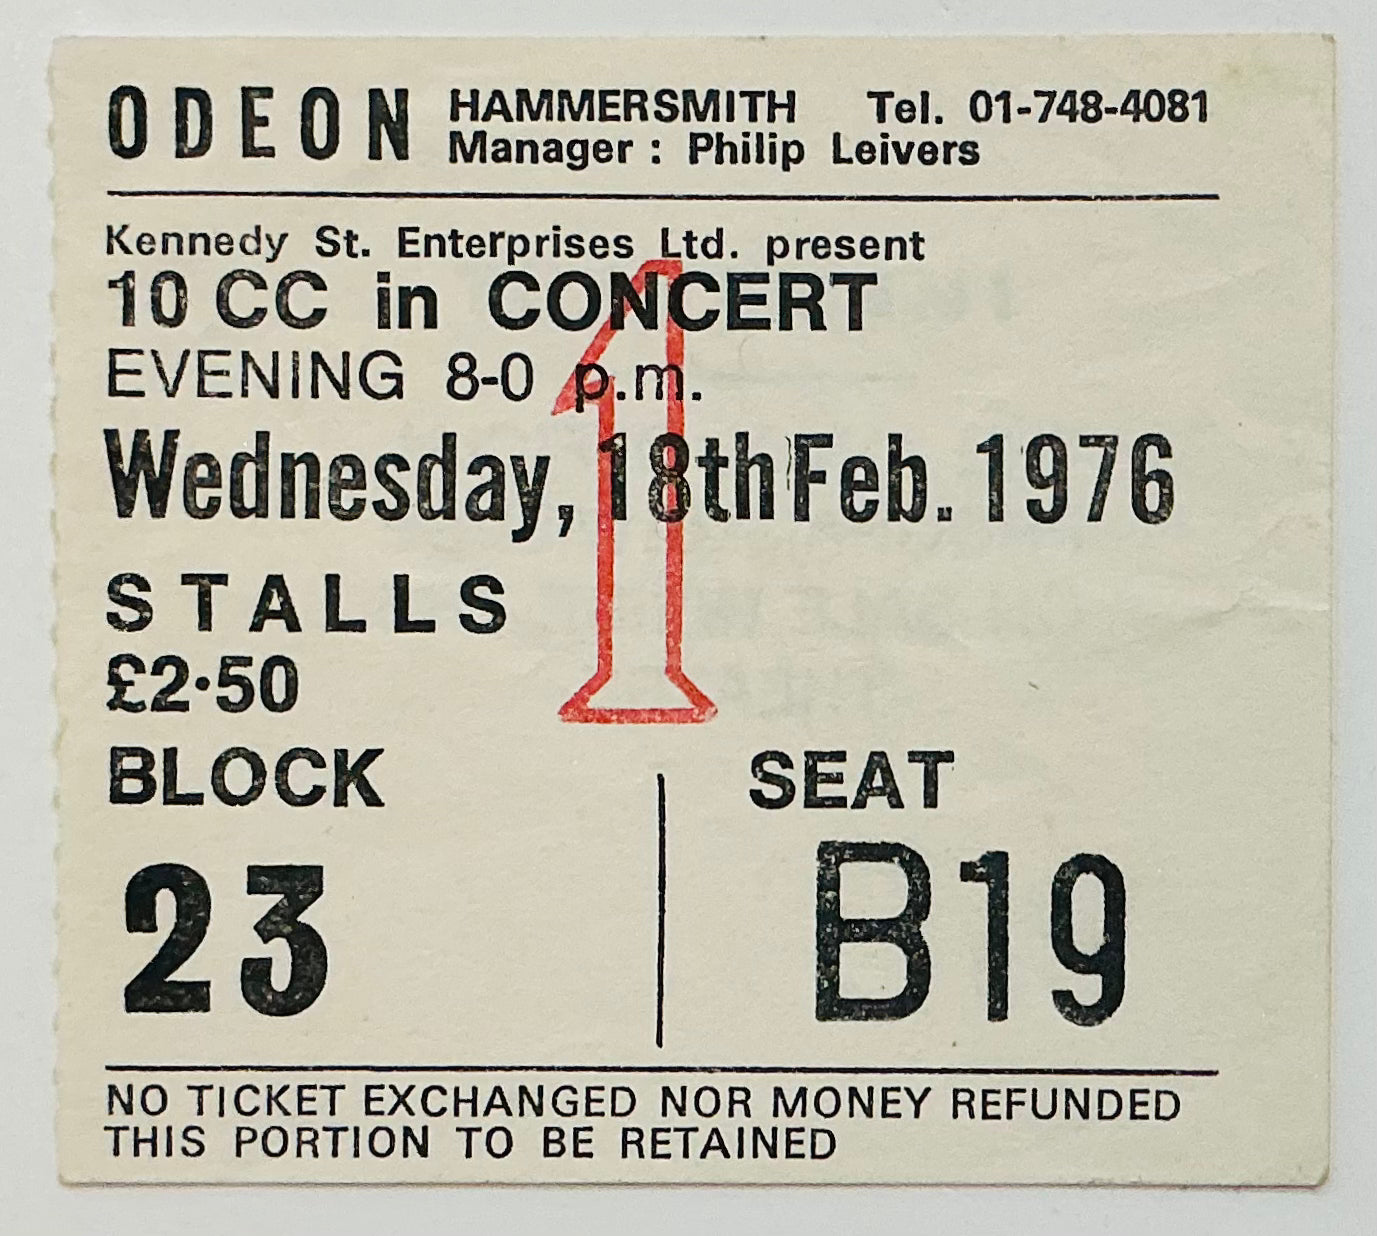 ODEON HAMMERSMITH Tel. 01-748-4081
Manager : Philip Leivers
Kennedy St. Enterprises Ltd. present
10 CC in CONCERT
EVENING 8-0 p.m.
1
Wednesday, 18th Feb. 1976
STALLS
£2·50
BLOCK SEAT
23 B19
NO TICKET EXCHANGED NOR MONEY REFUNDED
THIS PORTION TO BE RETAINED